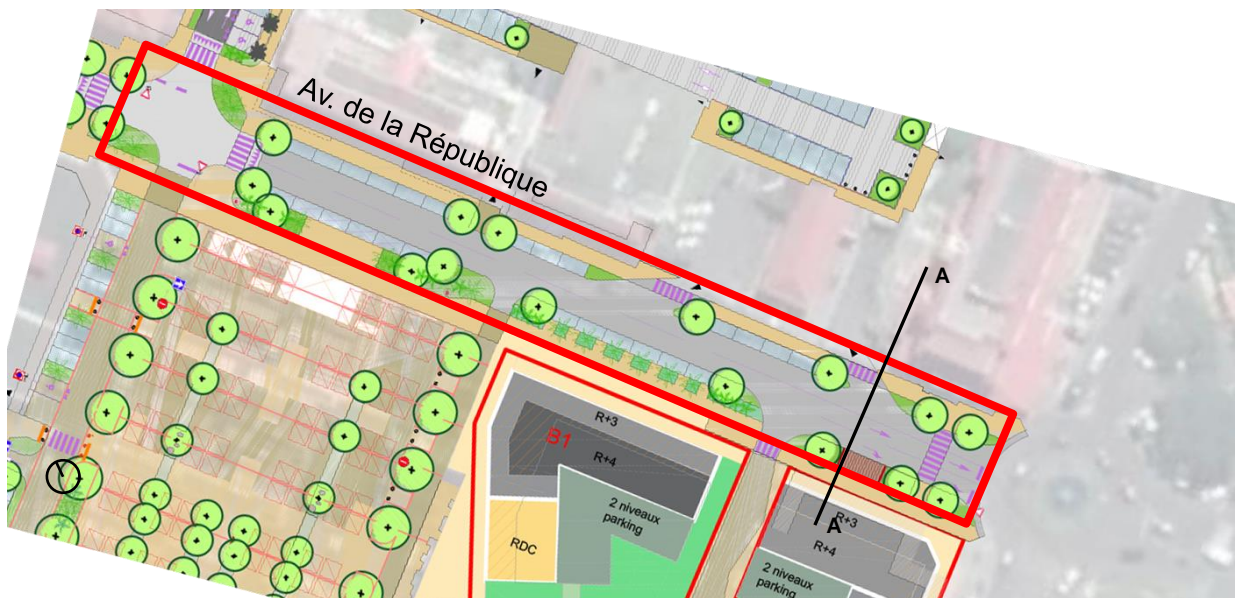 Av. de la République
A
R+3
B1
R+4
2 niveaux
parking
RDC
A
R+3
R+4
2 niveaux
parking